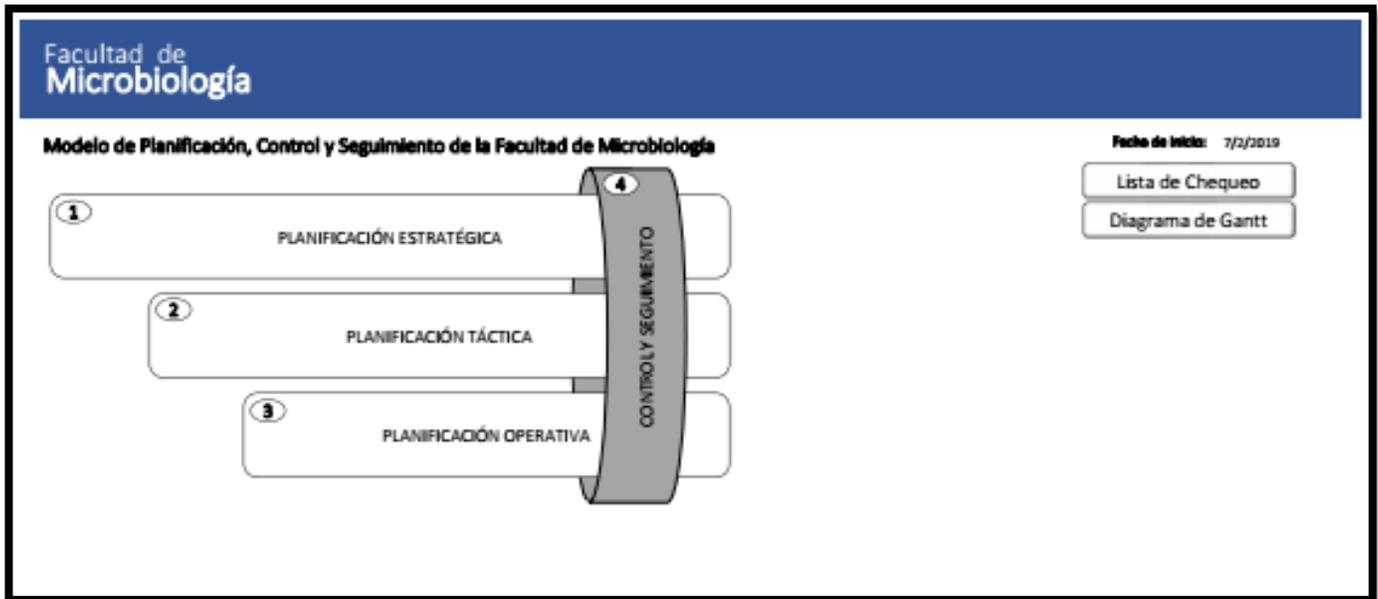 Facultad de
Microbiología
Modelo de Planificación, Control y Seguimiento de la Facultad de Microbiología
Fecha de inicio: 7/2/2019
Lista de Chequeo
Diagrama de Gantt
4
1
PLANIFICACIÓN ESTRATÉGICA
2
PLANIFICACIÓN TÁCTICA
3
PLANIFICACIÓN OPERATIVA
CONTROL Y SEGUIMIENTO